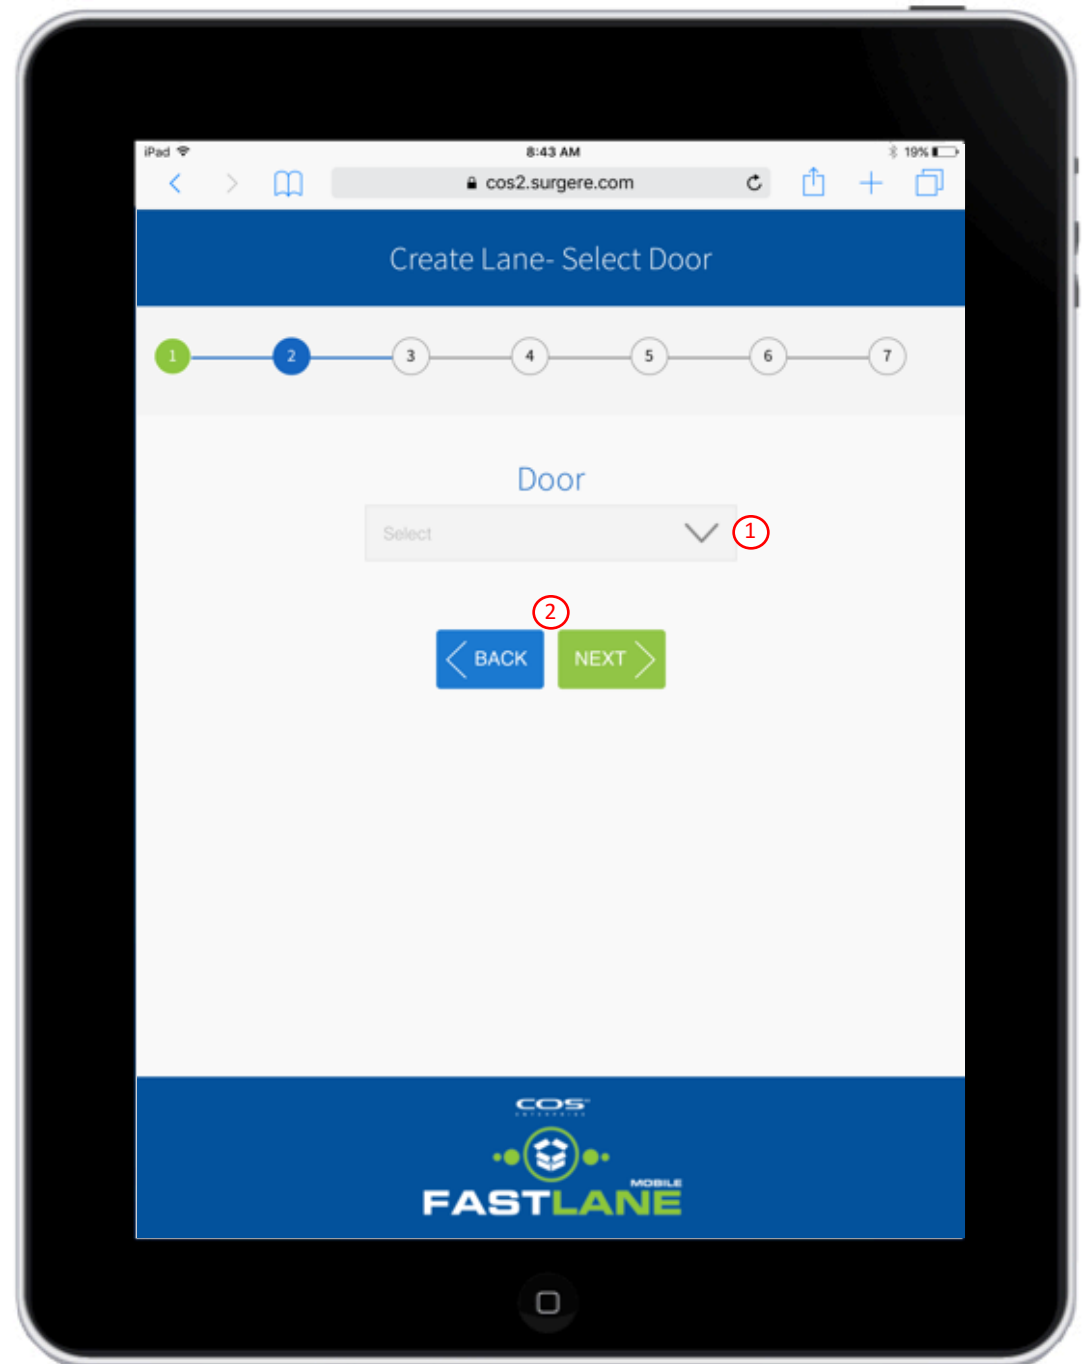 iPad 8:43 AM 19%
cos2.surgere.com
Create Lane- Select Door
1 2 3 4 5 6 7
Door
Select 1
2
BACK NEXT
COS
ENTERPRISE
MOBILE
FASTLANE